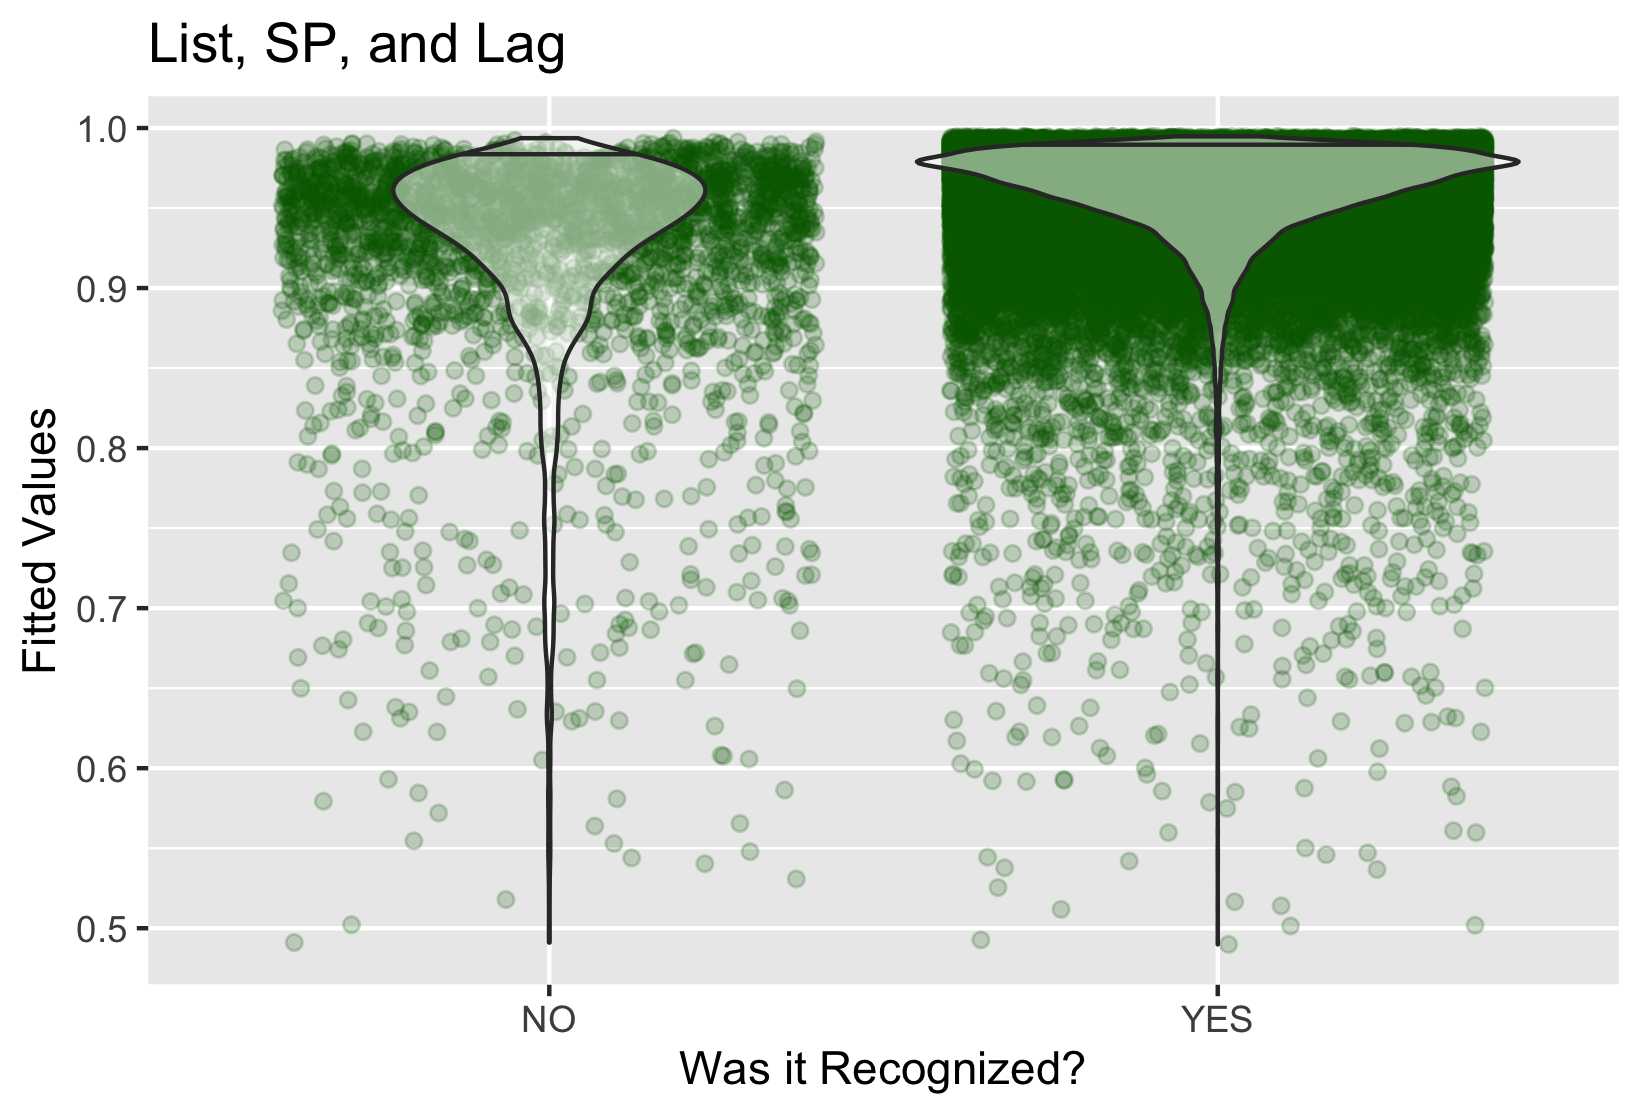 List, SP, and Lag
1.0
0.9
0.8
0.7
0.6
0.5
Fitted Values
NO
YES
Was it Recognized?